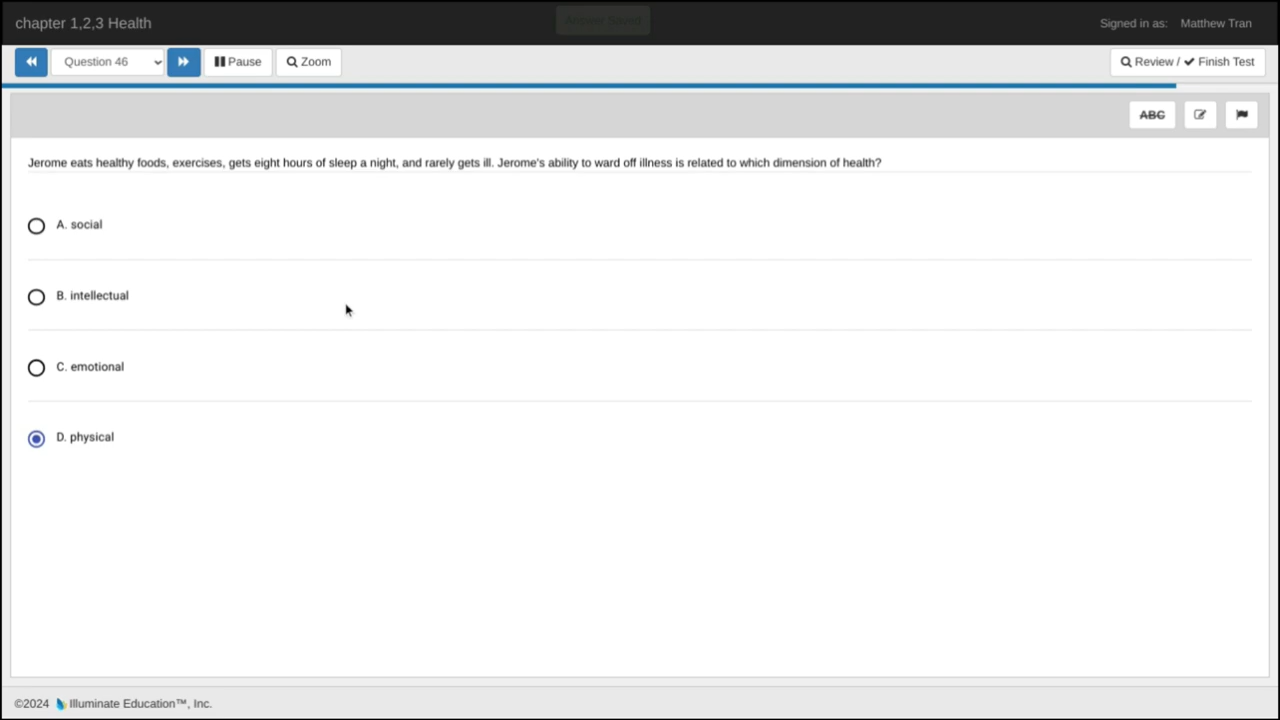 chapter 1,2,3 Health
Answer Saved
Signed in as: Matthew Tran
Question 46
Pause
Zoom
Review / ✔ Finish Test
ABC
Jerome eats healthy foods, exercises, gets eight hours of sleep a night, and rarely gets ill. Jerome's ability to ward off illness is related to which dimension of health?
A. social
B. intellectual
C. emotional
D. physical
©2024 Illuminate Education™, Inc.